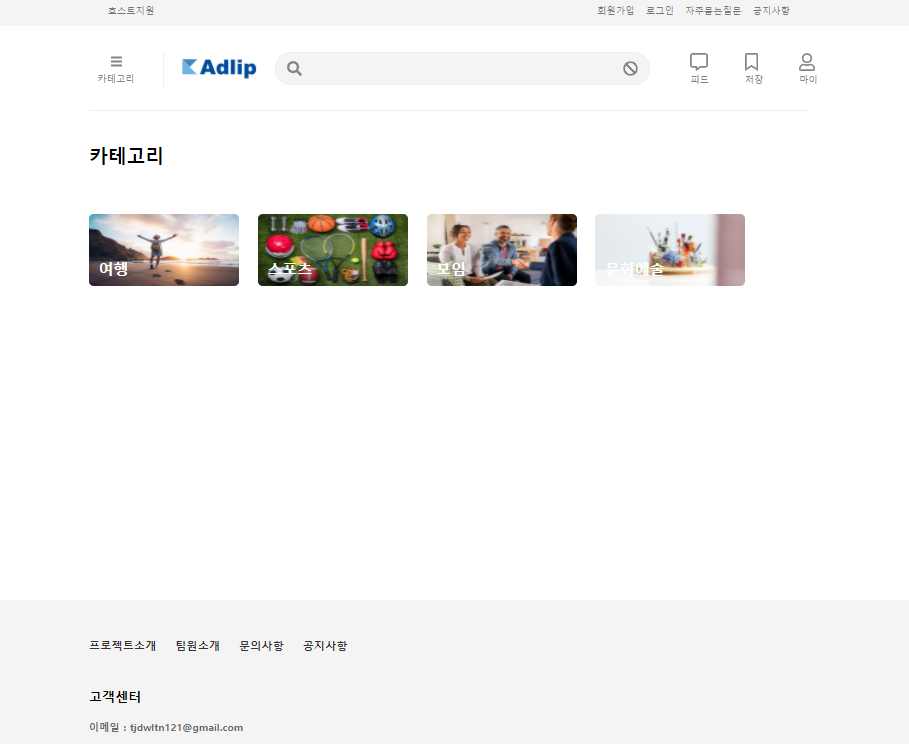 호스트지원 회원가입 로그인 자주묻는질문 공지사항
카테고리 Adlip 피드 저장 마이
카테고리
여행 스포츠 모임 문화예술
프로젝트소개 팀원소개 문의사항 공지사항
고객센터
이메일 : tjdwltn121@gmail.com